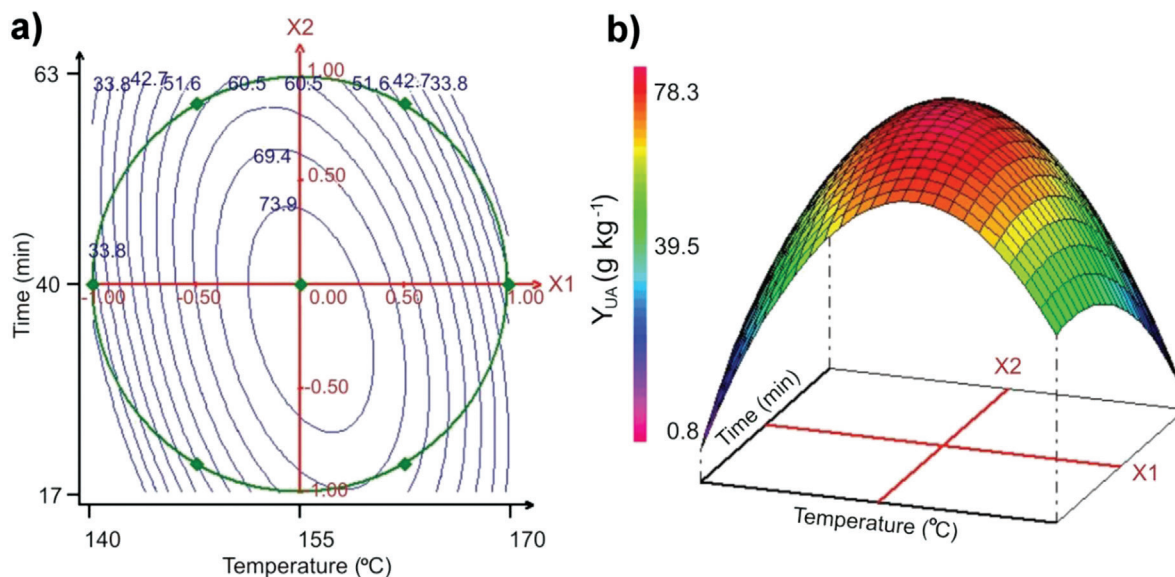 a)
X2
63
1.00
33.8 42.7 51.6 60.5 60.5 51.6 42.7 33.8
69.4
0.50
73.9
33.8
Time (min)
40
-1.00 -0.50 0.00 0.50 1.00
X1
-0.50
17
1.00
140 155 170
Temperature (ºC)
b)
78.3
39.5
0.8
Y_UA (g kg⁻¹)
X2
Time (min)
X1
Temperature (ºC)